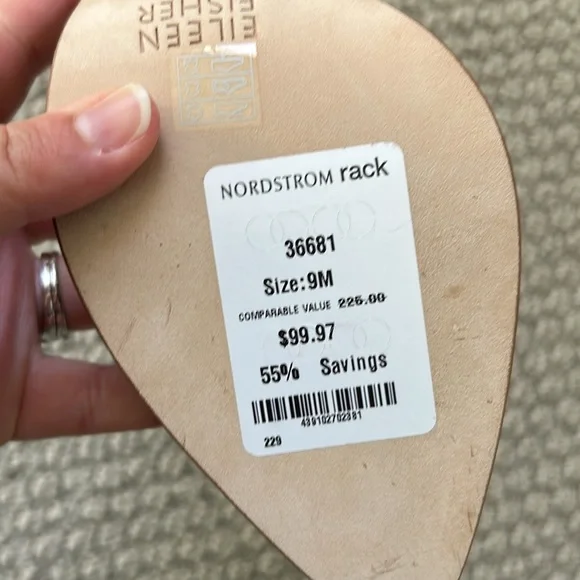 EILEEN
FISHER
NORDSTROM rack
36681
Size:9M
COMPARABLE VALUE 225.00
$99.97
55% Savings
439102702381
229